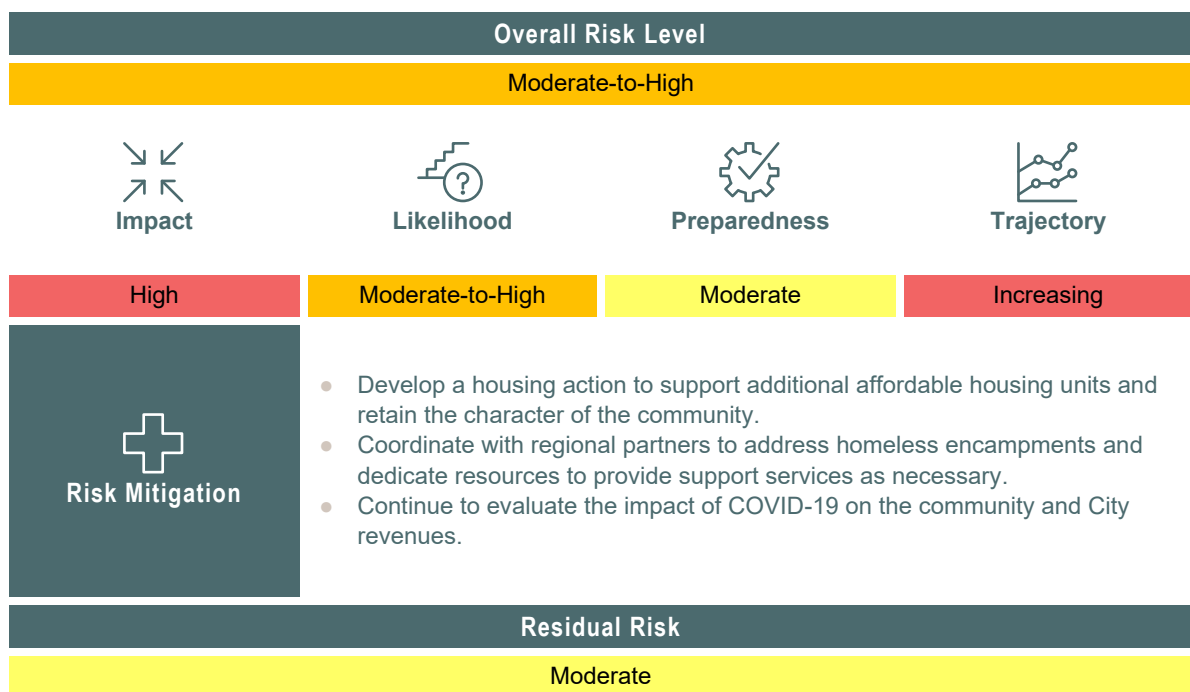 Overall Risk Level
Moderate-to-High
Impact
Likelihood
Preparedness
Trajectory
High
Moderate-to-High
Moderate
Increasing
Risk Mitigation
● Develop a housing action to support additional affordable housing units and
retain the character of the community.
● Coordinate with regional partners to address homeless encampments and
dedicate resources to provide support services as necessary.
● Continue to evaluate the impact of COVID-19 on the community and City
revenues.
Residual Risk
Moderate